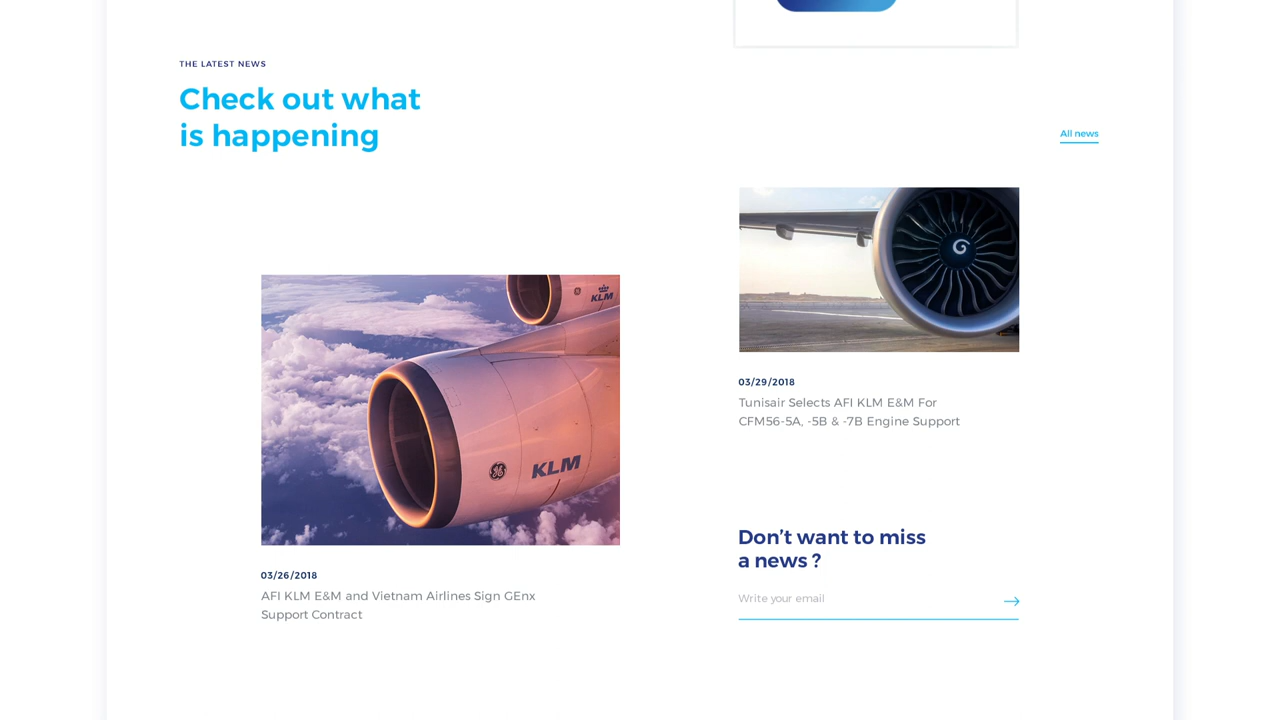 THE LATEST NEWS
Check out what
is happening
All news
KLM
KLM
03/29/2018
Tunisair Selects AFI KLM E&M For
CFM56-5A, -5B & -7B Engine Support
03/26/2018
AFI KLM E&M and Vietnam Airlines Sign GEnx
Support Contract
Don't want to miss
a news ?
Write your email